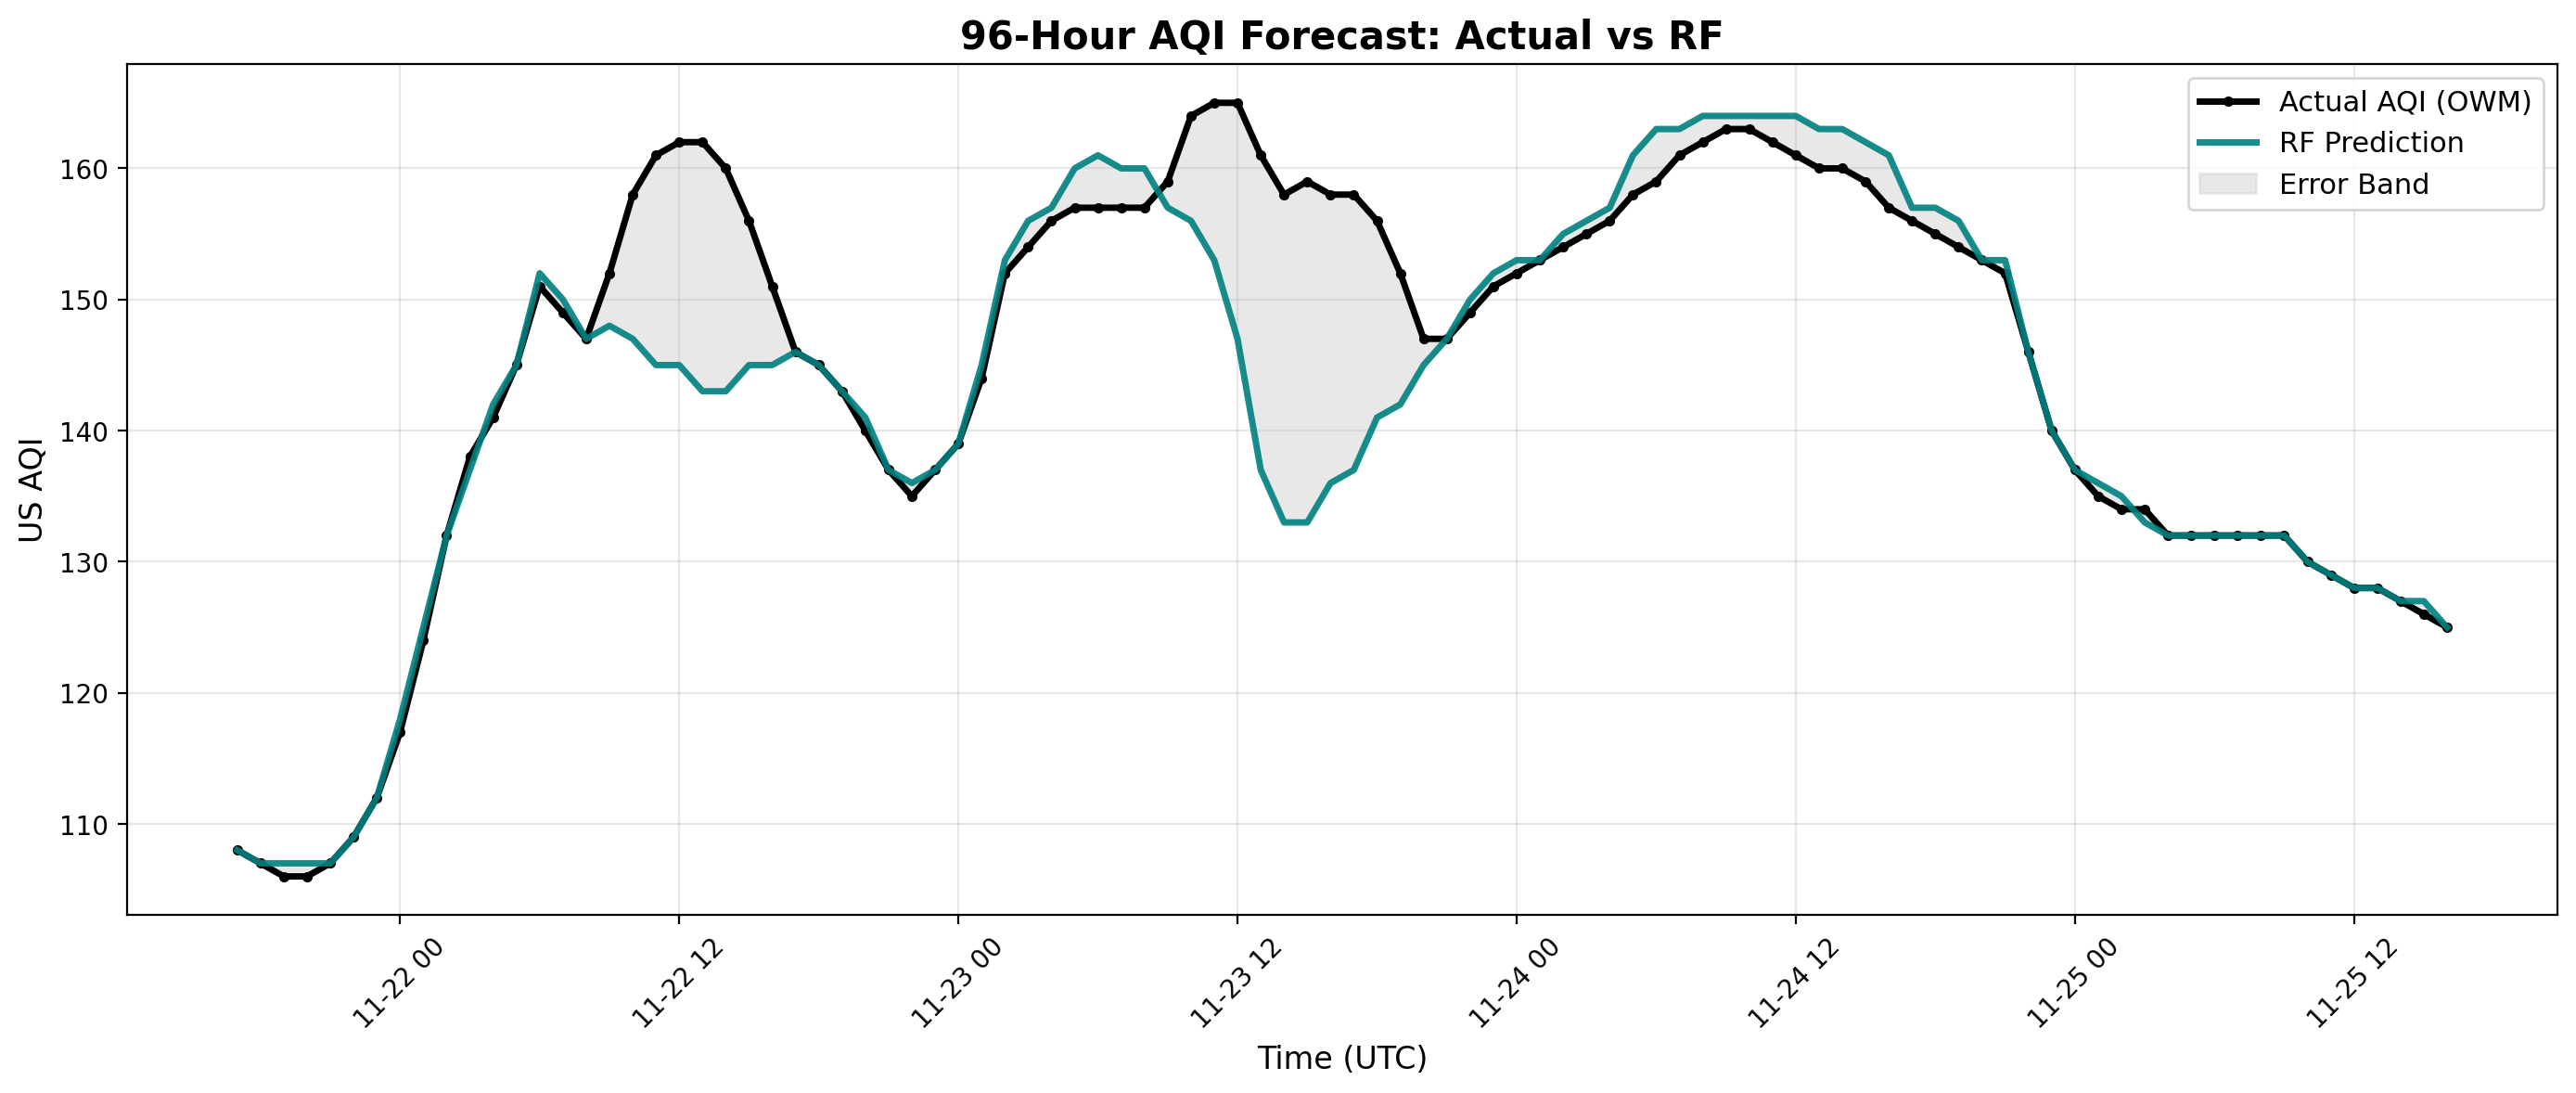 96-Hour AQI Forecast: Actual vs RF
Actual AQI (OWM)
RF Prediction
Error Band
US AQI
160
150
140
130
120
110
11-22 00
11-22 12
11-23 00
11-23 12
11-24 00
11-24 12
11-25 00
11-25 12
Time (UTC)